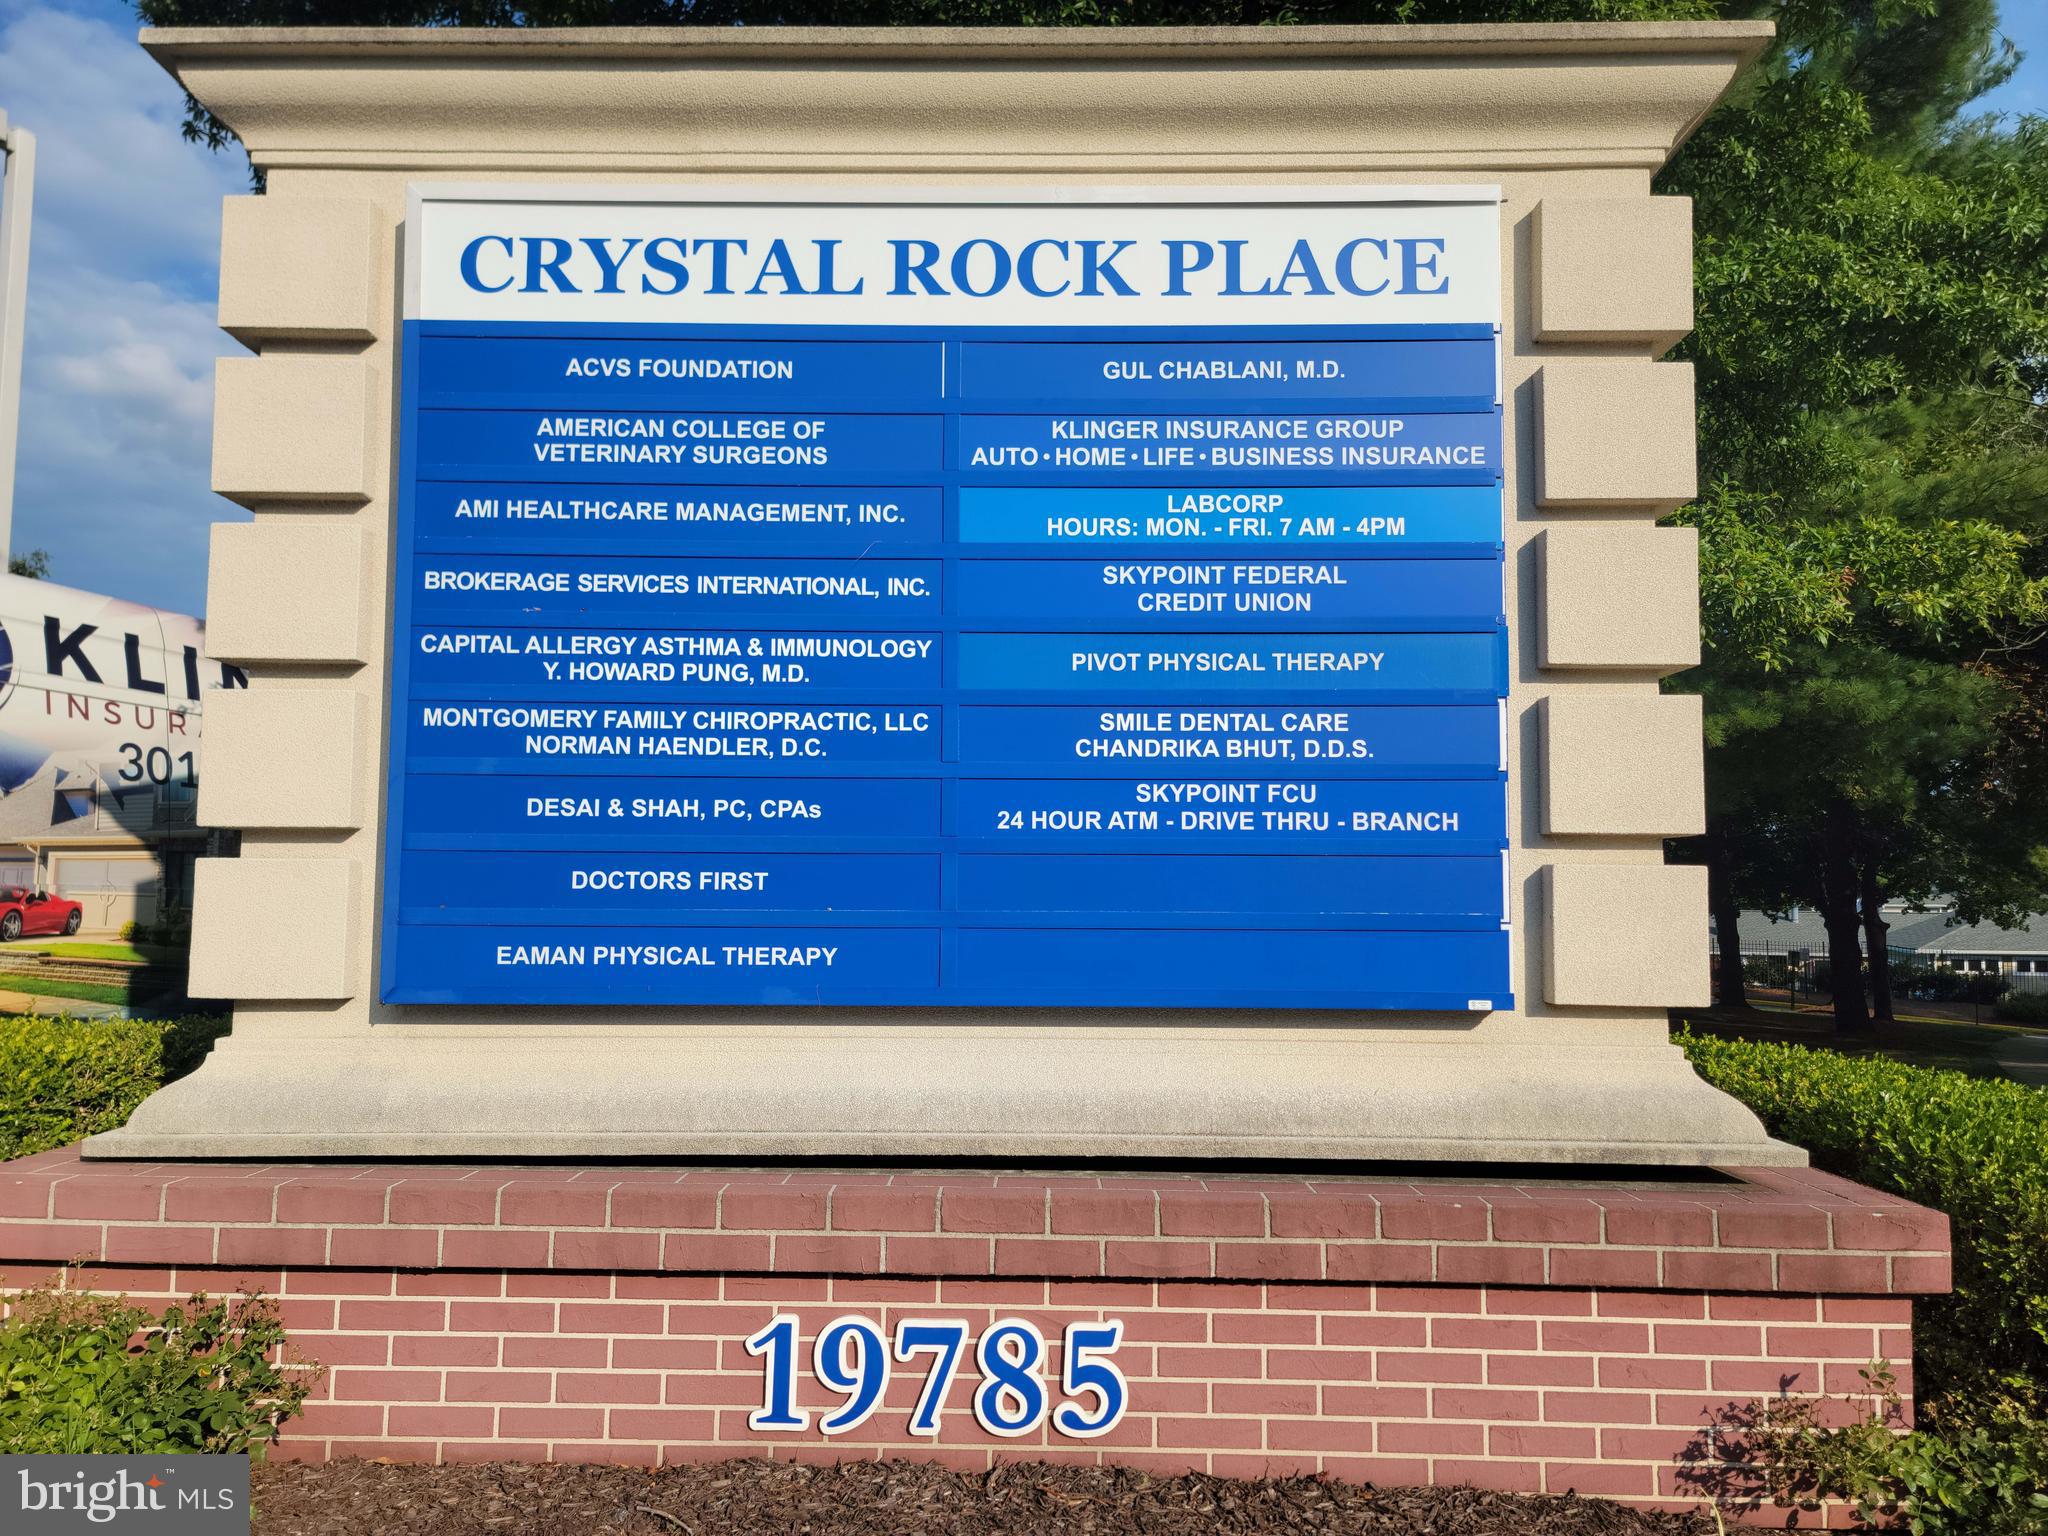 CRYSTAL ROCK PLACE
ACVS FOUNDATION
AMERICAN COLLEGE OF
VETERINARY SURGEONS
AMI HEALTHCARE MANAGEMENT, INC.
BROKERAGE SERVICES INTERNATIONAL, INC.
CAPITAL ALLERGY ASTHMA & IMMUNOLOGY
Y. HOWARD PUNG, M.D.
MONTGOMERY FAMILY CHIROPRACTIC, LLC
NORMAN HAENDLER, D.C.
DESAI & SHAH, PC, CPAs
DOCTORS FIRST
EAMAN PHYSICAL THERAPY
GUL CHABLANI, M.D.
KLINGER INSURANCE GROUP
AUTO • HOME • LIFE • BUSINESS INSURANCE
LABCORP
HOURS: MON. - FRI. 7 AM - 4PM
SKYPOINT FEDERAL
CREDIT UNION
PIVOT PHYSICAL THERAPY
SMILE DENTAL CARE
CHANDRIKA BHUT, D.D.S.
SKYPOINT FCU
24 HOUR ATM - DRIVE THRU - BRANCH
19785
301
bright™ MLS